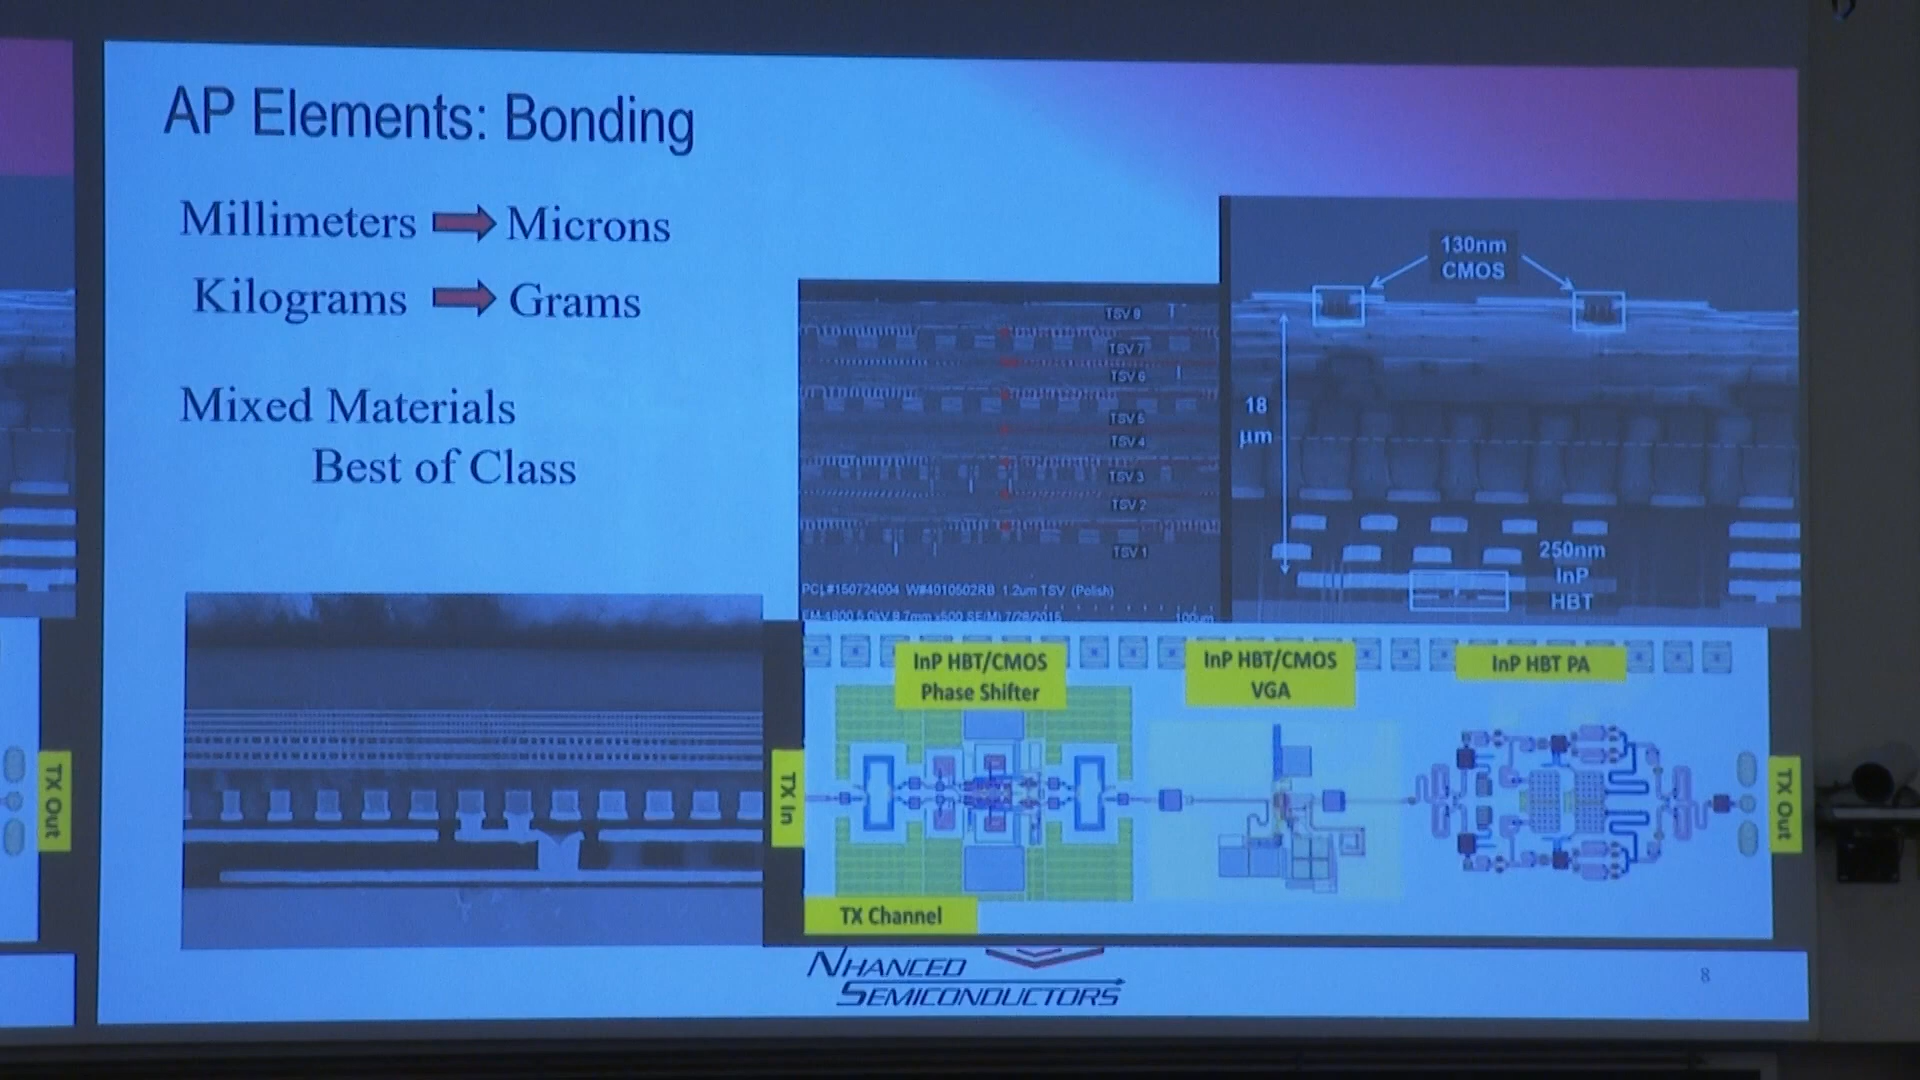 AP Elements: Bonding
Millimeters Microns
Kilograms Grams
Mixed Materials
Best of Class
TSV 8
TSV 7
TSV 6
TSV 5
TSV 4
TSV 3
TSV 2
TSV 1
PCL#150724004 W#4010502RB 1.2um TSV (Polish)
100um
130nm
CMOS
18
µm
250nm
InP
HBT
InP HBT/CMOS
Phase Shifter
InP HBT/CMOS
VGA
InP HBT PA
TX Out
TX In
TX Out
TX Channel
NHANCED
SEMICONDUCTORS
8